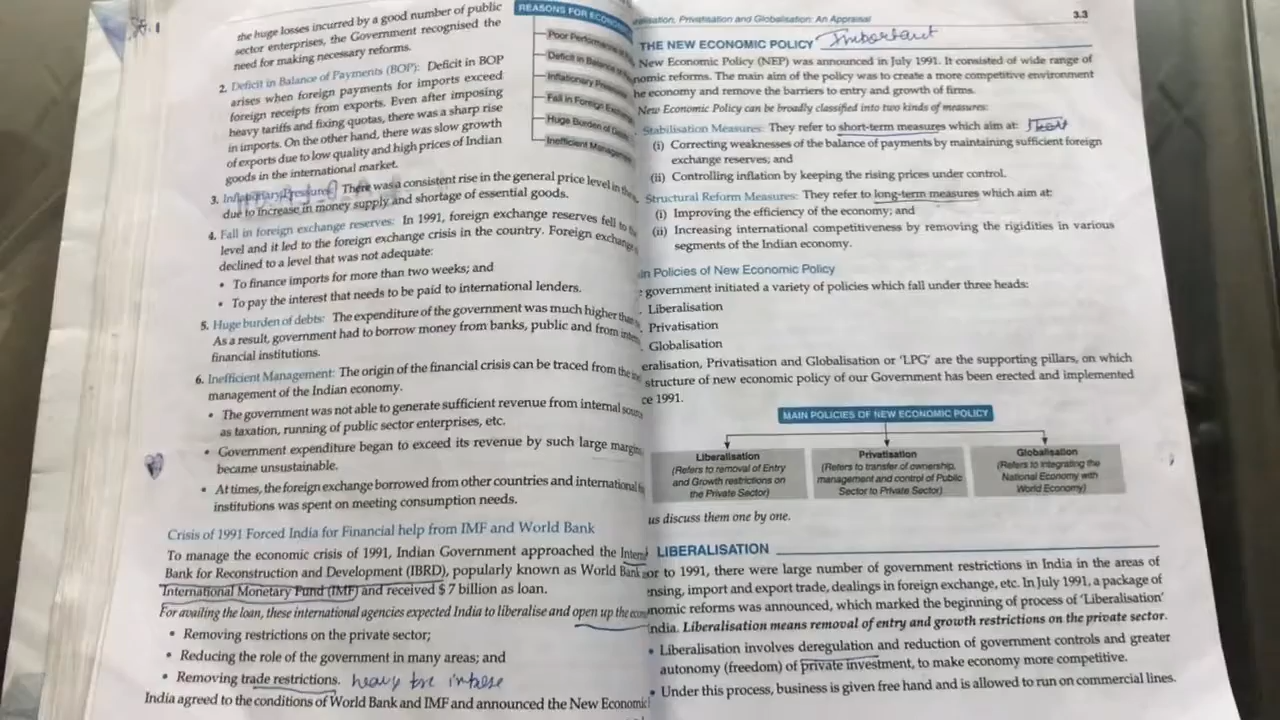 the huge losses incurred by a good number of public
sector enterprises, the Government recognised the
need for making necessary reforms.
2. Deficit in Balance of Payments (BOP): Deficit in BOP
arises when foreign payments for imports exceed
foreign receipts from exports. Even after imposing
heavy tariffs and fixing quotas, there was a sharp rise
in imports. On the other hand, there was slow growth
of exports due to low quality and high prices of Indian
goods in the international market.
REASONS FOR ECONO
Poor Performance of
Deficit in Balance of
Inflationary Pressures
Fall in Foreign Ex
Huge Burden of Debts
Inefficient Management
3. Inflationary Pressures: There was a consistent rise in the general price level in the
due to increase in money supply and shortage of essential goods.
4. Fall in foreign exchange reserves: In 1991, foreign exchange reserves fell to the
level and it led to the foreign exchange crisis in the country. Foreign exchange
declined to a level that was not adequate:
• To finance imports for more than two weeks; and
• To pay the interest that needs to be paid to international lenders.
5. Huge burden of debts: The expenditure of the government was much higher than
As a result, government had to borrow money from banks, public and from intern
financial institutions.
6. Inefficient Management: The origin of the financial crisis can be traced from the
management of the Indian economy.
• The government was not able to generate sufficient revenue from internal sour
as taxation, running of public sector enterprises, etc.
• Government expenditure began to exceed its revenue by such large margins
became unsustainable.
• At times, the foreign exchange borrowed from other countries and international
institutions was spent on meeting consumption needs.
Crisis of 1991 Forced India for Financial help from IMF and World Bank
To manage the economic crisis of 1991, Indian Government approached the Intern
Bank for Reconstruction and Development (IBRD), popularly known as World Bank
International Monetary Fund (IMF) and received $ 7 billion as loan.
For availing the loan, these international agencies expected India to liberalise and open up the econ
• Removing restrictions on the private sector;
• Reducing the role of the government in many areas; and
• Removing trade restrictions. heavy
India agreed to the conditions of World Bank and IMF and announced the New Economic
alisation, Privatisation and Globalisation: An Appraisal 3.3
THE NEW ECONOMIC POLICY Important
New Economic Policy (NEP) was announced in July 1991. It consisted of wide range of
nomic reforms. The main aim of the policy was to create a more competitive environment
he economy and remove the barriers to entry and growth of firms.
New Economic Policy can be broadly classified into two kinds of measures:
Stabilisation Measures: They refer to short-term measures which aim at:
(i) Correcting weaknesses of the balance of payments by maintaining sufficient foreign
exchange reserves; and
(ii) Controlling inflation by keeping the rising prices under control.
Structural Reform Measures: They refer to long-term measures which aim at:
(i) Improving the efficiency of the economy; and
(ii) Increasing international competitiveness by removing the rigidities in various
segments of the Indian economy.
in Policies of New Economic Policy
government initiated a variety of policies which fall under three heads:
Liberalisation
Privatisation
Globalisation
eralisation, Privatisation and Globalisation or 'LPG' are the supporting pillars, on which
structure of new economic policy of our Government has been erected and implemented
ce 1991.
MAIN POLICIES OF NEW ECONOMIC POLICY
Liberalisation
(Refers to removal of Entry
and Growth restrictions on
the Private Sector)
Privatisation
(Refers to transfer of ownership,
management and control of Public
Sector to Private Sector)
Globalisation
(Refers to integrating the
National Economy with
World Economy)
us discuss them one by one.
LIBERALISATION
or to 1991, there were large number of government restrictions in India in the areas of
ensing, import and export trade, dealings in foreign exchange, etc. In July 1991, a package of
nomic reforms was announced, which marked the beginning of process of 'Liberalisation'
India. Liberalisation means removal of entry and growth restrictions on the private sector.
• Liberalisation involves deregulation and reduction of government controls and greater
autonomy (freedom) of private investment, to make economy more competitive.
• Under this process, business is given free hand and is allowed to run on commercial lines.